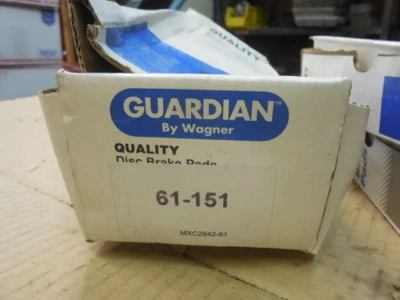 QUALITY
GUARDIAN™
By Wagner
QUALITY
Disc Brake Pads
61-151
MXC2942-61